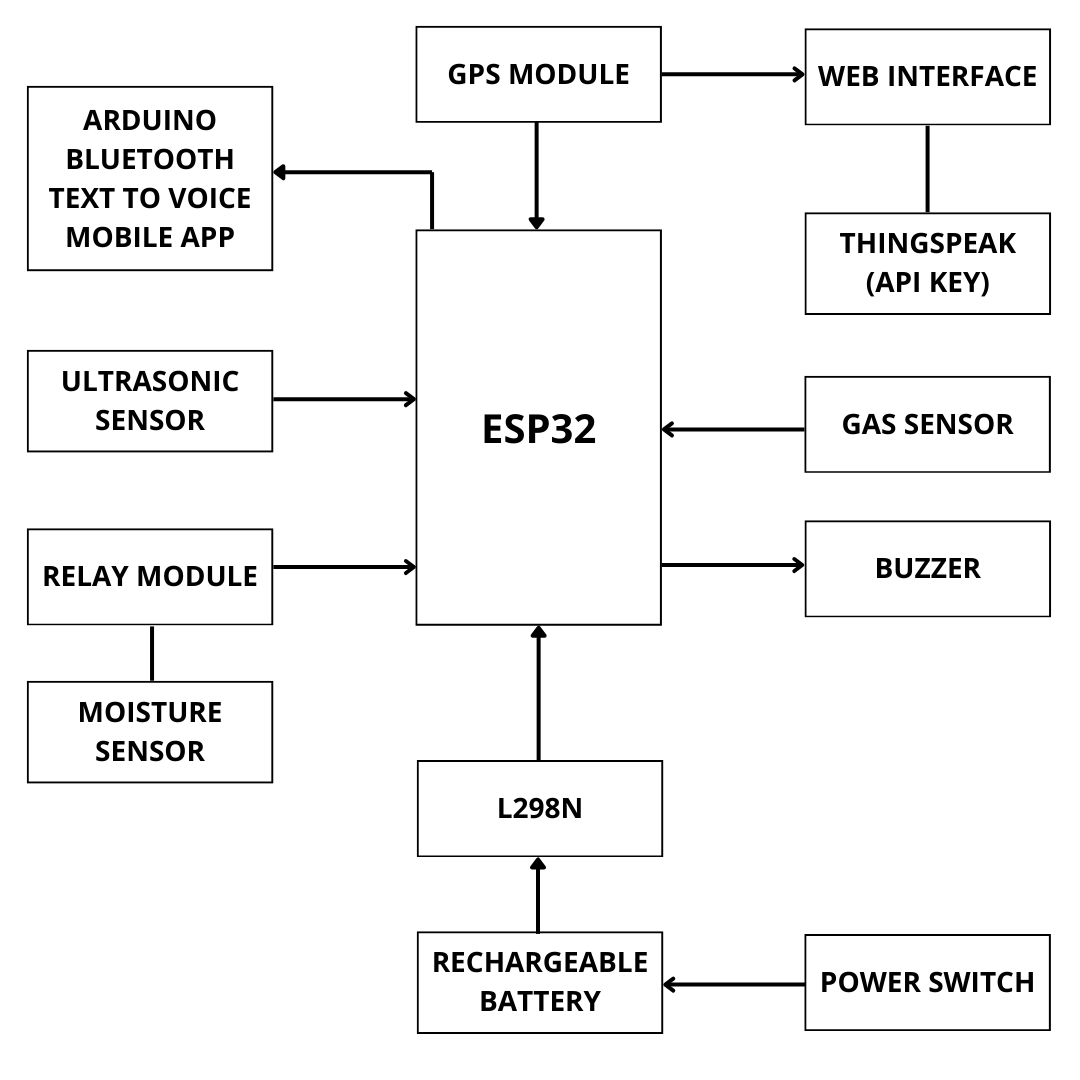 GPS MODULE
WEB INTERFACE
ARDUINO
BLUETOOTH
TEXT TO VOICE
MOBILE APP
THINGSPEAK
(API KEY)
ULTRASONIC
SENSOR
ESP32
GAS SENSOR
RELAY MODULE
BUZZER
MOISTURE
SENSOR
L298N
RECHARGEABLE
BATTERY
POWER SWITCH